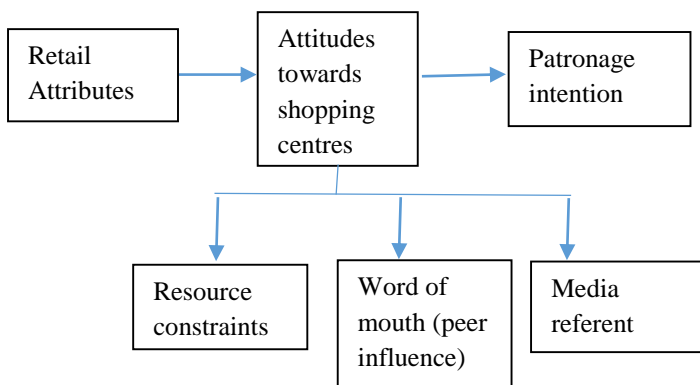 Retail
Attributes
Attitudes
towards
shopping
centres
Patronage
intention
Resource
constraints
Word of
mouth (peer
influence)
Media
referent